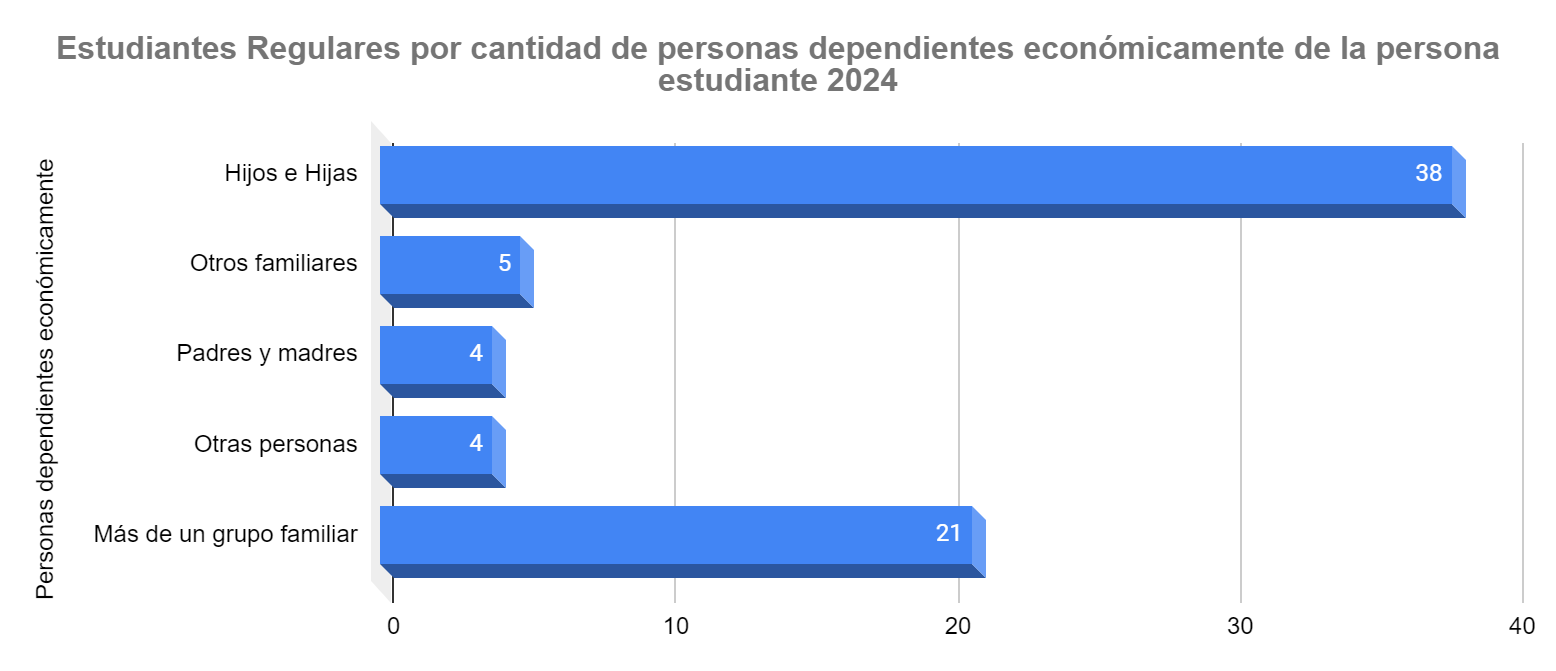 Estudiantes Regulares por cantidad de personas dependientes económicamente de la persona
estudiante 2024
Personas dependientes económicamente
Hijos e Hijas
38
Otros familiares
5
Padres y madres
4
Otras personas
4
Más de un grupo familiar
21
0 10 20 30 40